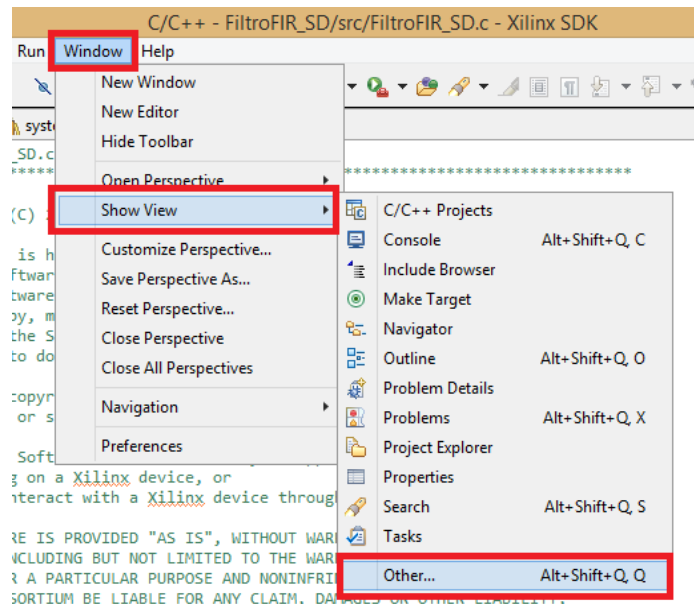 C/C++ - FiltroFIR_SD/src/FiltroFIR_SD.c - Xilinx SDK
Run Window Help
New Window
New Editor
Hide Toolbar
Open Perspective
Show View
Customize Perspective...
Save Perspective As...
Reset Perspective...
Close Perspective
Close All Perspectives
Navigation
Preferences
C/C++ Projects
Console Alt+Shift+Q, C
Include Browser
Make Target
Navigator
Outline Alt+Shift+Q, O
Problem Details
Problems Alt+Shift+Q, X
Project Explorer
Properties
Search Alt+Shift+Q, S
Tasks
Other... Alt+Shift+Q, Q
syst
_SD.c
(C)
is h
ftwar
tware
py, m
the S
to do
copyr
or s
Soft
g on a Xilinx device, or
nteract with a Xilinx device throug
RE IS PROVIDED "AS IS", WITHOUT WAR
NCLUDING BUT NOT LIMITED TO THE WAR
R A PARTICULAR PURPOSE AND NONINFRI
SORTIUM BE LIABLE FOR ANY CLAIM, DAMAGES OR OTHER LIABILITY,